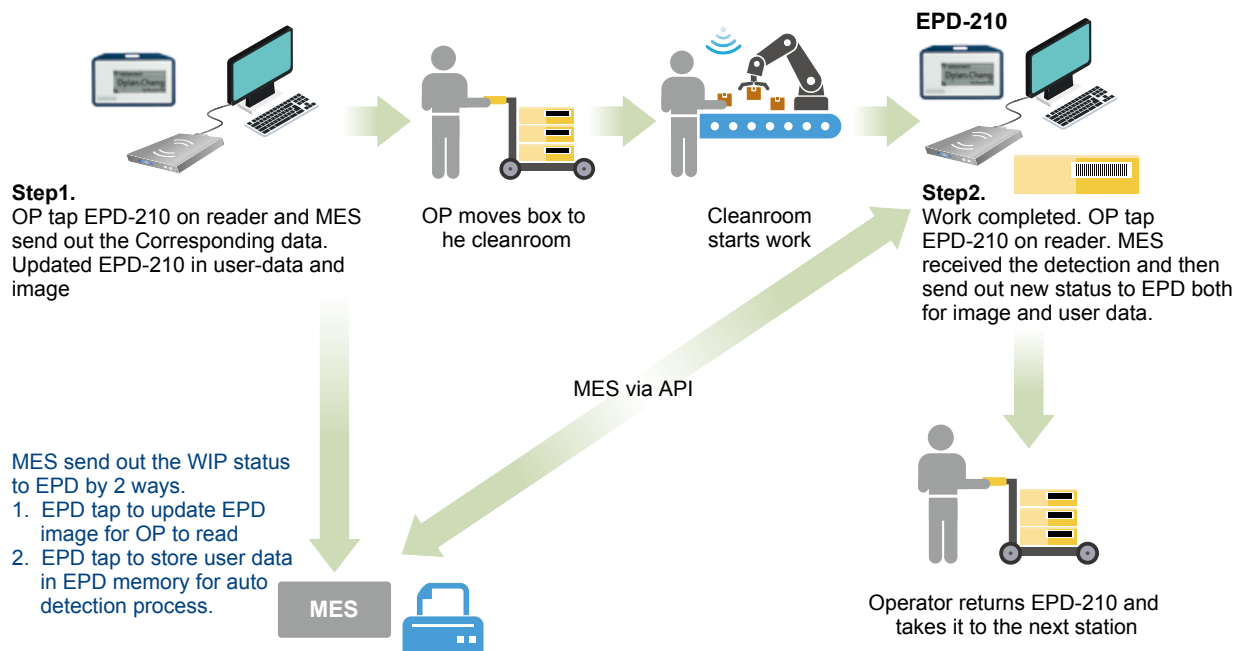 EPD-210
Dylan.Chang
Dylan.Chang
Step1.
OP tap EPD-210 on reader and MES
send out the Corresponding data.
Updated EPD-210 in user-data and
image
OP moves box to
he cleanroom
Cleanroom
starts work
Step2.
Work completed. OP tap
EPD-210 on reader. MES
received the detection and then
send out new status to EPD both
for image and user data.
MES via API
MES send out the WIP status
to EPD by 2 ways.
1. EPD tap to update EPD
image for OP to read
2. EPD tap to store user data
in EPD memory for auto
detection process.
MES
Operator returns EPD-210 and
takes it to the next station